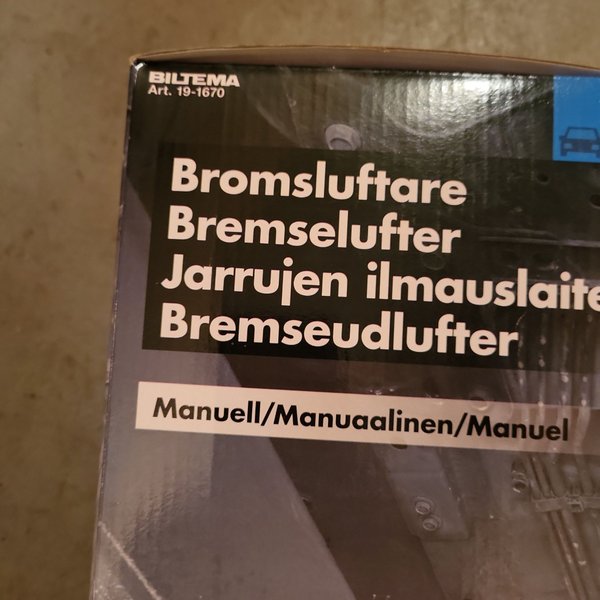 BILTEMA
Art. 19-1670
Bromsluftare
Bremselufter
Jarrujen ilmauslaite
Bremseudlufter
Manuell/Manuaalinen/Manuel